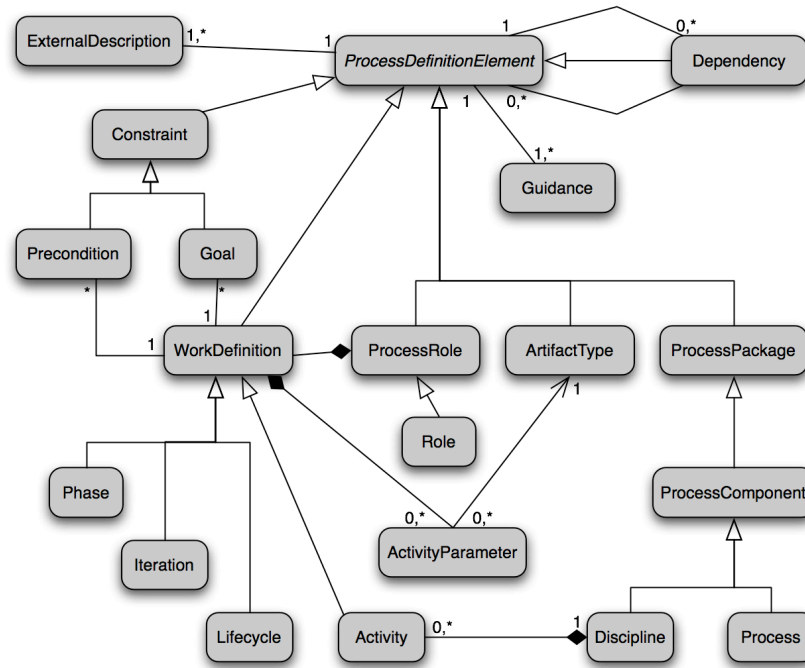 1
0,*
ExternalDescription
1,*
1
ProcessDefinitionElement
Dependency
1
0,*
Constraint
1,*
Guidance
Precondition
Goal
*
*
1
1
WorkDefinition
ProcessRole
ArtifactType
ProcessPackage
1
Role
Phase
ProcessComponent
0,*
0,*
Iteration
ActivityParameter
1
0,*
Lifecycle
Activity
Discipline
Process